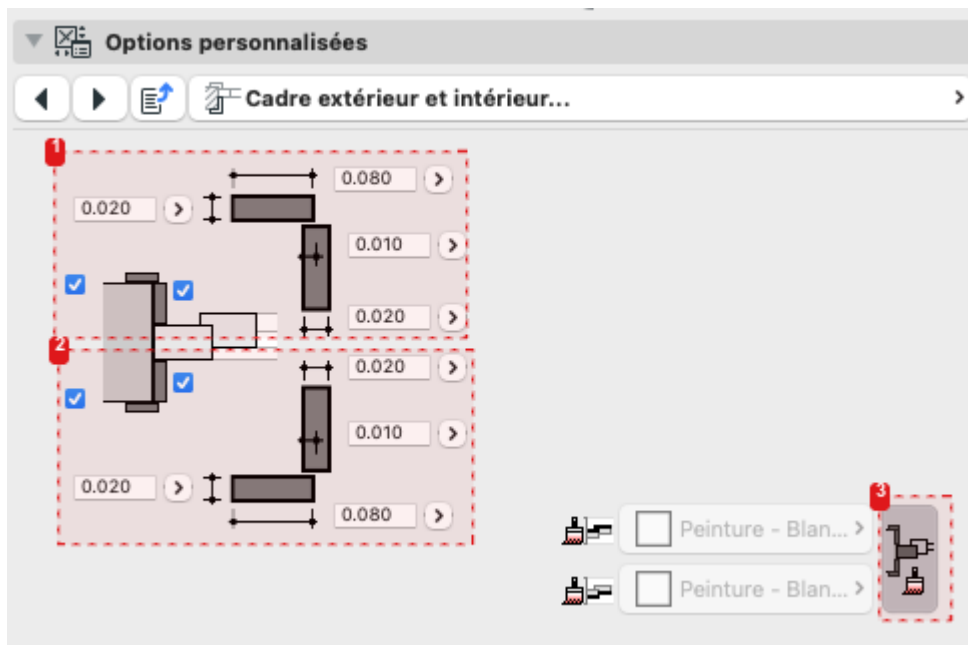 Options personnalisées
Cadre extérieur et intérieur...
1
0.080
0.020
0.010
0.020
2
0.020
0.010
0.020
0.080
3
Peinture - Blan...
Peinture - Blan...